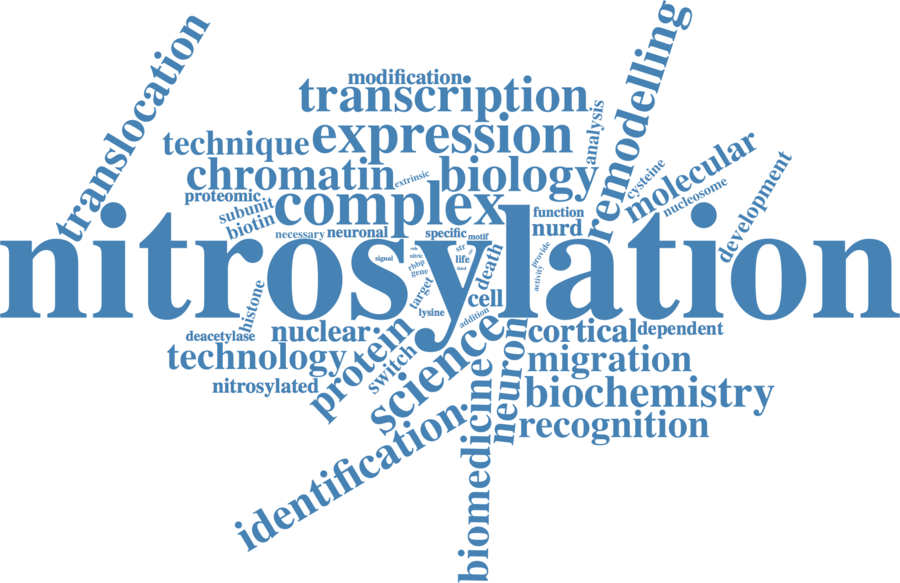 translocation
modification
remodelling
transcription
analysis
technique
expression
chromatin
extrinsic
biology
cysteine
molecular
proteomic
subunit
complex
function
nucleosome
development
biotin
necessary
neuronal
specific
motif
nurd
nitrosylation
signal
nitric
rbbp
gene
str
life
death
provide
activity
target
cell
histone
lysine
addition
deacetylase
nuclear
protein
science
neuron
cortical
dependent
technology
switch
migration
nitrosylated
biomedicine
biochemistry
identification
recognition